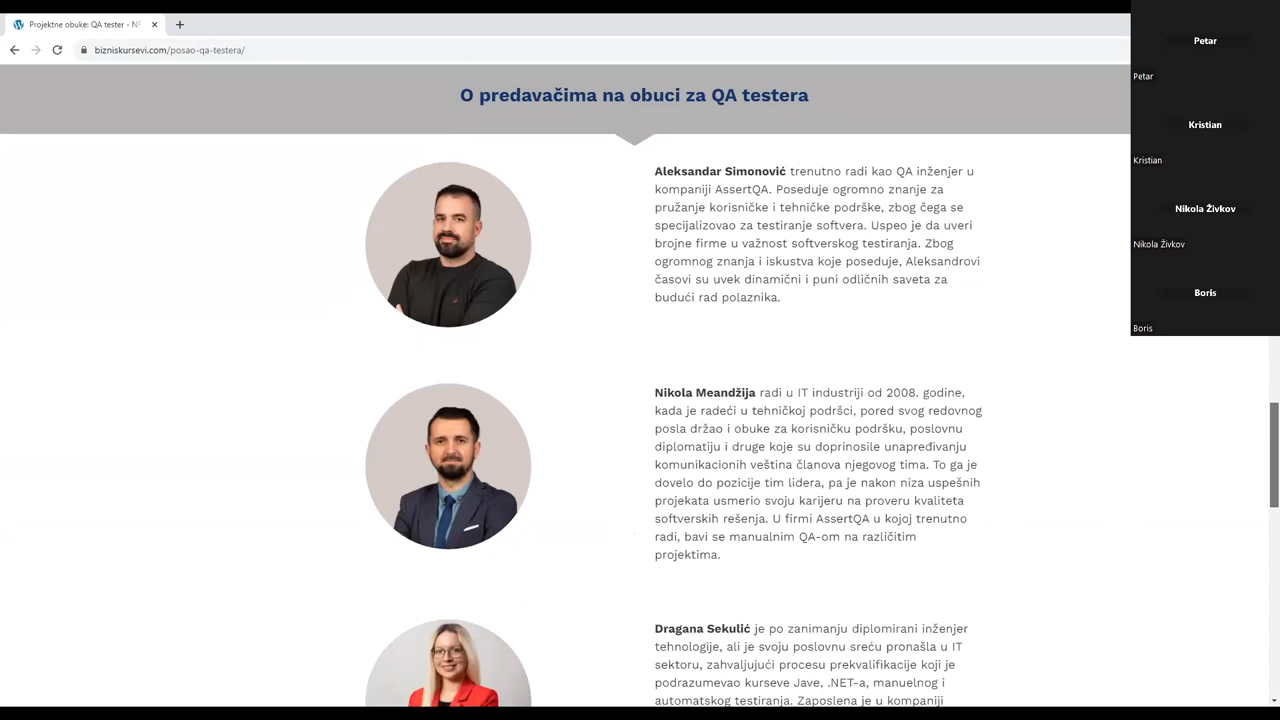 Projektne obuke: QA tester - NF
bizniskursevi.com/posao-qa-testera/
O predavačima na obuci za QA testera
Aleksandar Simonović trenutno radi kao QA inženjer u
kompaniji AssertQA. Poseduje ogromno znanje za
pružanje korisničke i tehničke podrške, zbog čega se
specijalizovao za testiranje softvera. Uspeo je da uveri
brojne firme u važnost softverskog testiranja. Zbog
ogromnog znanja i iskustva koje poseduje, Aleksandrovi
časovi su uvek dinamični i puni odličnih saveta za
budući rad polaznika.
Nikola Meandžija radi u IT industriji od 2008. godine,
kada je radeći u tehničkoj podršci, pored svog redovnog
posla držao i obuke za korisničku podršku, poslovnu
diplomatiju i druge koje su doprinosile unapređivanju
komunikacionih veština članova njegovog tima. To ga je
dovelo do pozicije tim lidera, pa je nakon niza uspešnih
projekata usmerio svoju karijeru na proveru kvaliteta
softverskih rešenja. U firmi AssertQA u kojoj trenutno
radi, bavi se manualnim QA-om na različitim
projektima.
Dragana Sekulić je po zanimanju diplomirani inženjer
tehnologije, ali je svoju poslovnu sreću pronašla u IT
sektoru, zahvaljujući procesu prekvalifikacije koji je
podrazumevao kurseve Jave, .NET-a, manuelnog i
automatskog testiranja. Zaposlena je u kompaniji
Petar
Petar
Kristian
Kristian
Nikola Živkov
Nikola Živkov
Boris
Boris